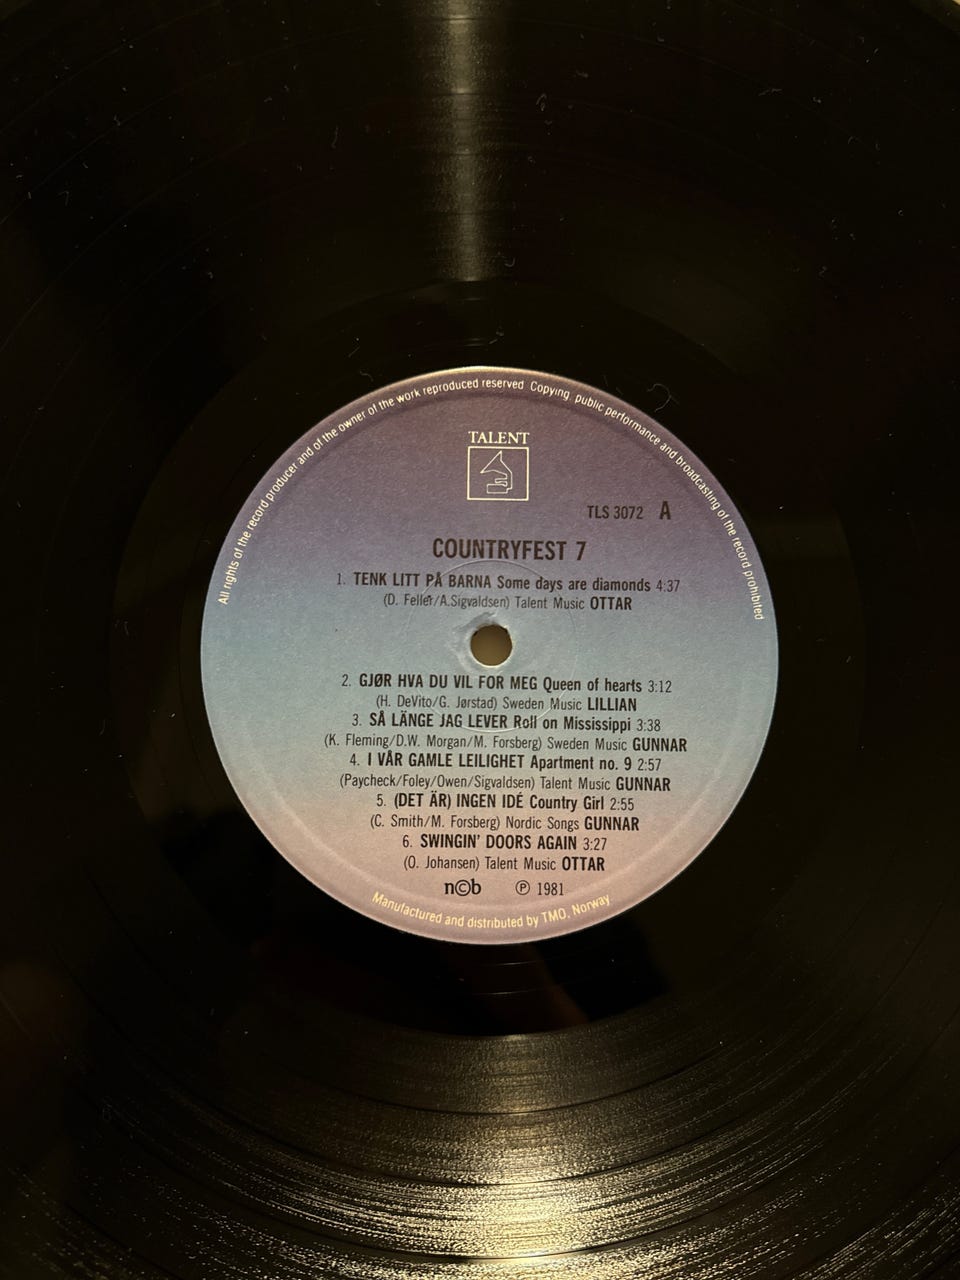 All rights of the record producer and of the owner of the work reproduced reserved. Copying, public performance and broadcasting of the record prohibited
TALENT
TLS 3072 A
COUNTRYFEST 7
1. TENK LITT PÅ BARNA Some days are diamonds 4:37
(D. Feller/A.Sigvaldsen) Talent Music OTTAR
2. GJØR HVA DU VIL FOR MEG Queen of hearts 3:12
(H. DeVito/G. Jørstad) Sweden Music LILLIAN
3. SÅ LÄNGE JAG LEVER Roll on Mississippi 3:38
(K. Fleming/D.W. Morgan/M. Forsberg) Sweden Music GUNNAR
4. I VÅR GAMLE LEILIGHET Apartment no. 9 2:57
(Paycheck/Foley/Owen/Sigvaldsen) Talent Music GUNNAR
5. (DET ÄR) INGEN IDÉ Country Girl 2:55
(C. Smith/M. Forsberg) Nordic Songs GUNNAR
6. SWINGIN' DOORS AGAIN 3:27
(O. Johansen) Talent Music OTTAR
n©b ℗ 1981
Manufactured and distributed by TMO, Norway